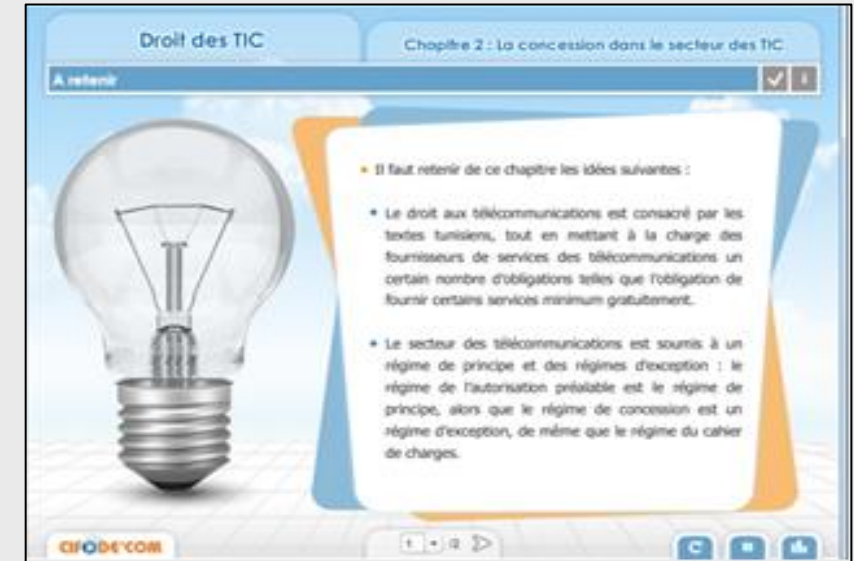 Droit des TIC
Chapitre 2 : La concession dans le secteur des TIC
A retenir
Il faut retenir de ce chapitre les idées suivantes :
Le droit aux télécommunications est consacré par les
textes tunisiens, tout en mettant à la charge des
fournisseurs de services des télécommunications un
certain nombre d'obligations telles que l'obligation de
fournir certains services minimum gratuitement.
Le secteur des télécommunications est soumis à un
régime de principe et des régimes d'exception : le
régime de l'autorisation préalable est le régime de
principe, alors que le régime de concession est un
régime d'exception, de même que le régime du cahier
de charges.
CIFODE'COM
1 /2